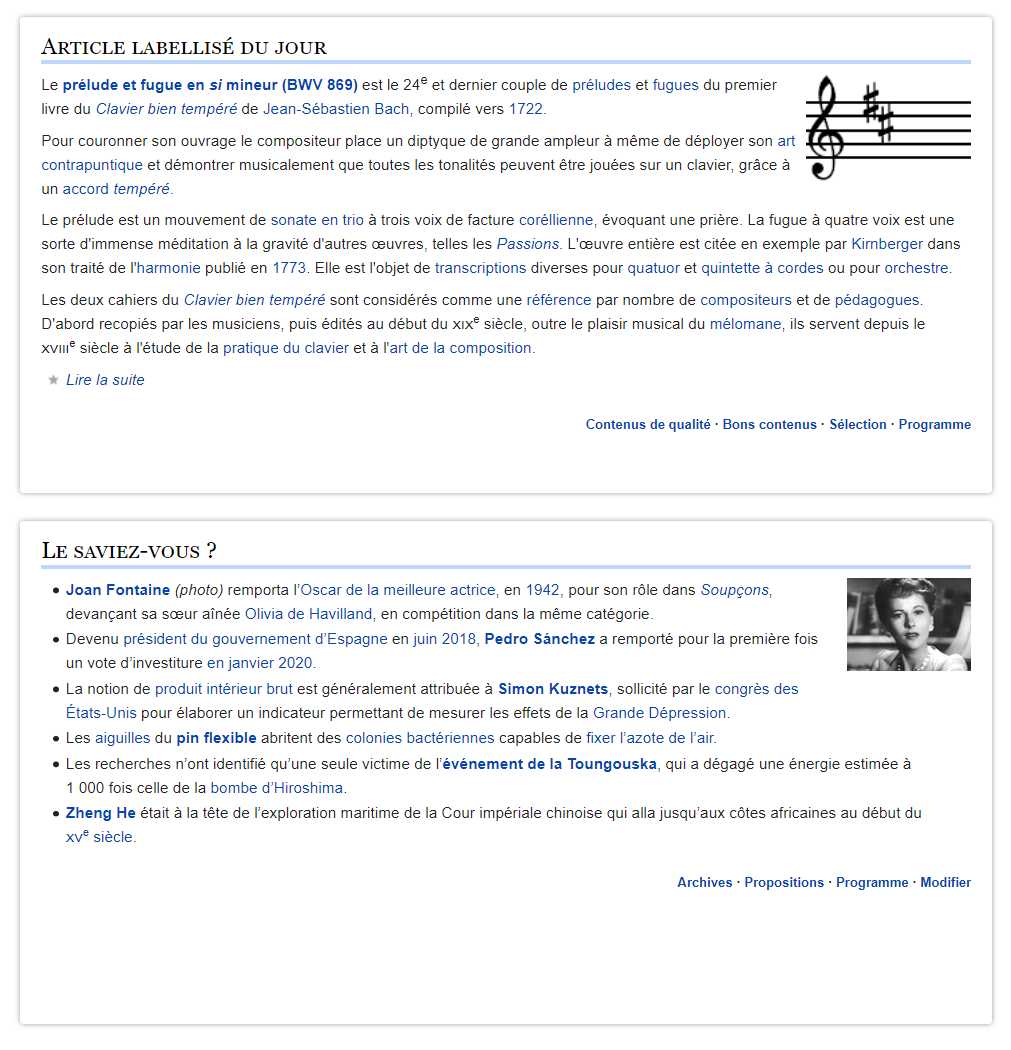 Article labellisé du jour
Le prélude et fugue en si mineur (BWV 869) est le 24e et dernier couple de préludes et fugues du premier
livre du Clavier bien tempéré de Jean-Sébastien Bach, compilé vers 1722.
Pour couronner son ouvrage le compositeur place un diptyque de grande ampleur à même de déployer son art
contrapuntique et démontrer musicalement que toutes les tonalités peuvent être jouées sur un clavier, grâce à
un accord tempéré.
Le prélude est un mouvement de sonate en trio à trois voix de facture coréllienne, évoquant une prière. La fugue à quatre voix est une
sorte d'immense méditation à la gravité d'autres œuvres, telles les Passions. L'œuvre entière est citée en exemple par Kirnberger dans
son traité de l'harmonie publié en 1773. Elle est l'objet de transcriptions diverses pour quatuor et quintette à cordes ou pour orchestre.
Les deux cahiers du Clavier bien tempéré sont considérés comme une référence par nombre de compositeurs et de pédagogues.
D'abord recopiés par les musiciens, puis édités au début du XIXe siècle, outre le plaisir musical du mélomane, ils servent depuis le
XVIIIe siècle à l'étude de la pratique du clavier et à l'art de la composition.
Lire la suite
Contenus de qualité · Bons contenus · Sélection · Programme
Le saviez-vous ?
Joan Fontaine (photo) remporta l’Oscar de la meilleure actrice, en 1942, pour son rôle dans Soupçons,
devançant sa sœur aînée Olivia de Havilland, en compétition dans la même catégorie.
Devenu président du gouvernement d’Espagne en juin 2018, Pedro Sánchez a remporté pour la première fois
un vote d’investiture en janvier 2020.
La notion de produit intérieur brut est généralement attribuée à Simon Kuznets, sollicité par le congrès des
États-Unis pour élaborer un indicateur permettant de mesurer les effets de la Grande Dépression.
Les aiguilles du pin flexible abritent des colonies bactériennes capables de fixer l’azote de l’air.
Les recherches n’ont identifié qu’une seule victime de l’événement de la Toungouska, qui a dégagé une énergie estimée à
1 000 fois celle de la bombe d’Hiroshima.
Zheng He était à la tête de l’exploration maritime de la Cour impériale chinoise qui alla jusqu’aux côtes africaines au début du
XVe siècle.
Archives · Propositions · Programme · Modifier